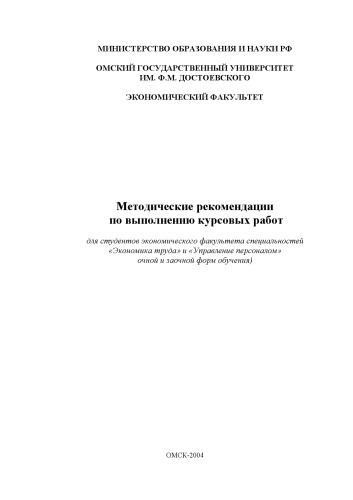 МИНИСТЕРСТВО ОБРАЗОВАНИЯ И НАУКИ РФ
ОМСКИЙ ГОСУДАРСТВЕННЫЙ УНИВЕРСИТЕТ
ИМ. Ф.М. ДОСТОЕВСКОГО
ЭКОНОМИЧЕСКИЙ ФАКУЛЬТЕТ
Методические рекомендации
по выполнению курсовых работ
для студентов экономического факультета специальностей
«Экономика труда» и «Управление персоналом»
очной и заочной форм обучения)
ОМСК-2004